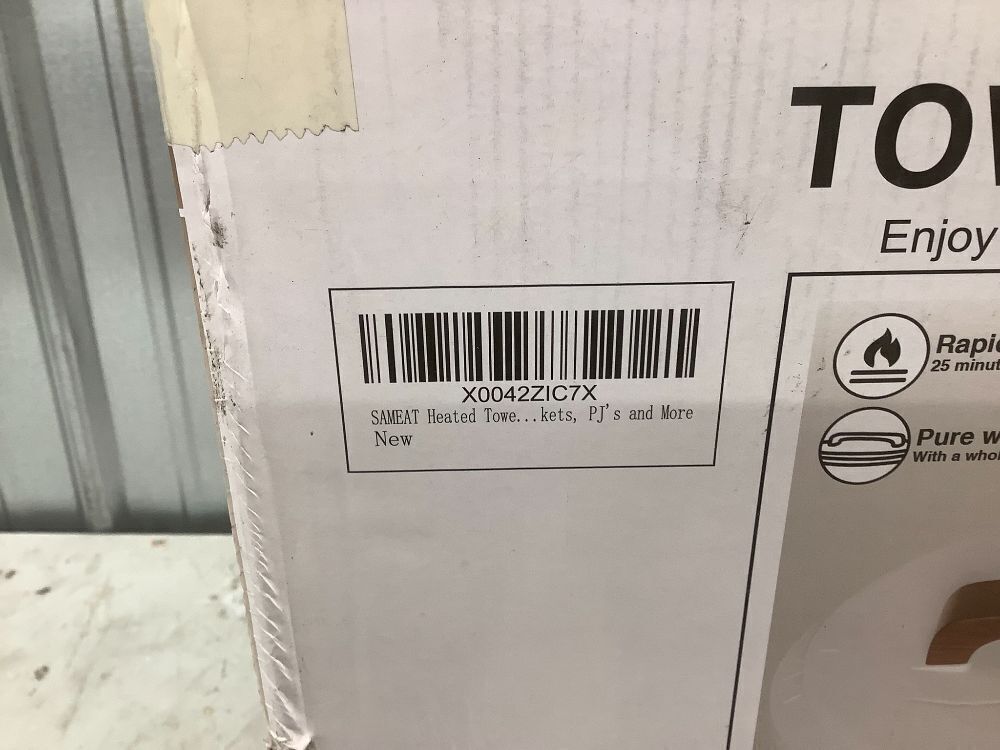 TOW
Enjoy
X0042ZIC7X
SAMEAT Heated Towe...kets, PJ's and More
New
Rapid
25 minut
Pure w
With a whol